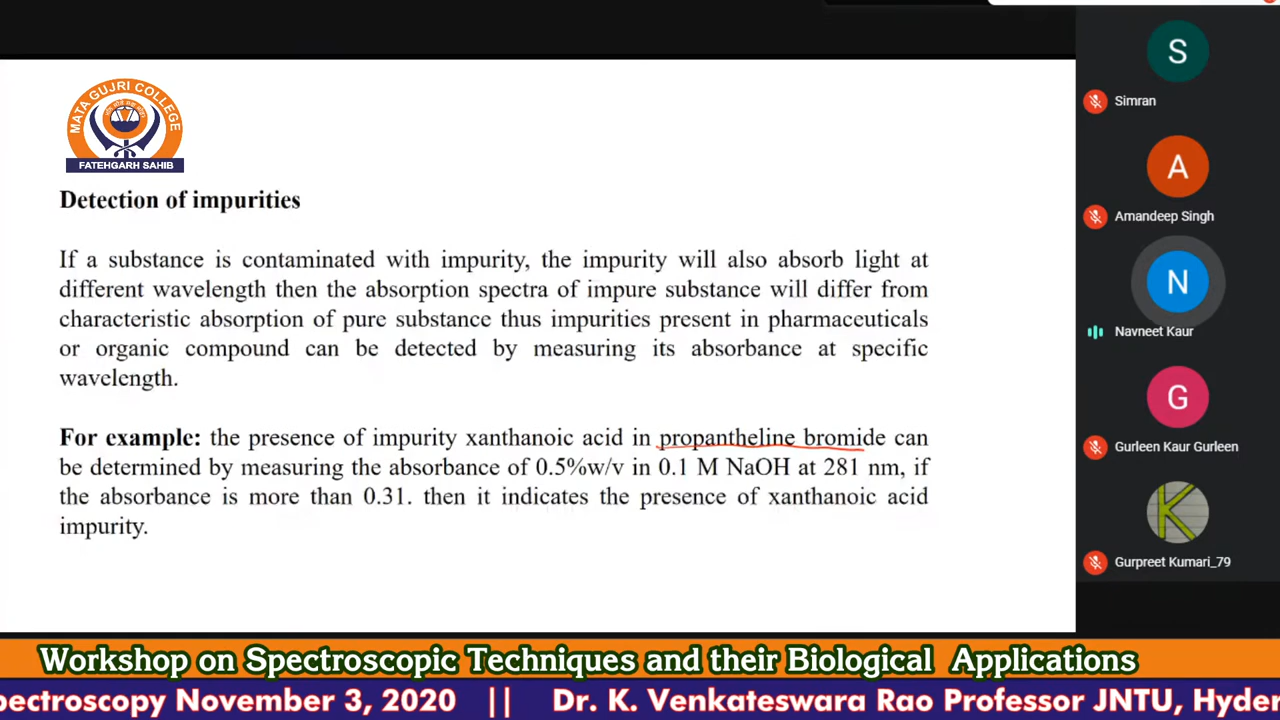 MATA GUJRI COLLEGE
FATEHGARH SAHIB
Detection of impurities
If a substance is contaminated with impurity, the impurity will also absorb light at
different wavelength then the absorption spectra of impure substance will differ from
characteristic absorption of pure substance thus impurities present in pharmaceuticals
or organic compound can be detected by measuring its absorbance at specific
wavelength.
For example: the presence of impurity xanthanoic acid in propantheline bromide can
be determined by measuring the absorbance of 0.5%w/v in 0.1 M NaOH at 281 nm, if
the absorbance is more than 0.31. then it indicates the presence of xanthanoic acid
impurity.
S
Simran
A
Amandeep Singh
N
Navneet Kaur
G
Gurleen Kaur Gurleen
K
Gurpreet Kumari_79
Workshop on Spectroscopic Techniques and their Biological Applications
pectroscopy November 3, 2020 || Dr. K. Venkateswara Rao Professor JNTU, Hyder